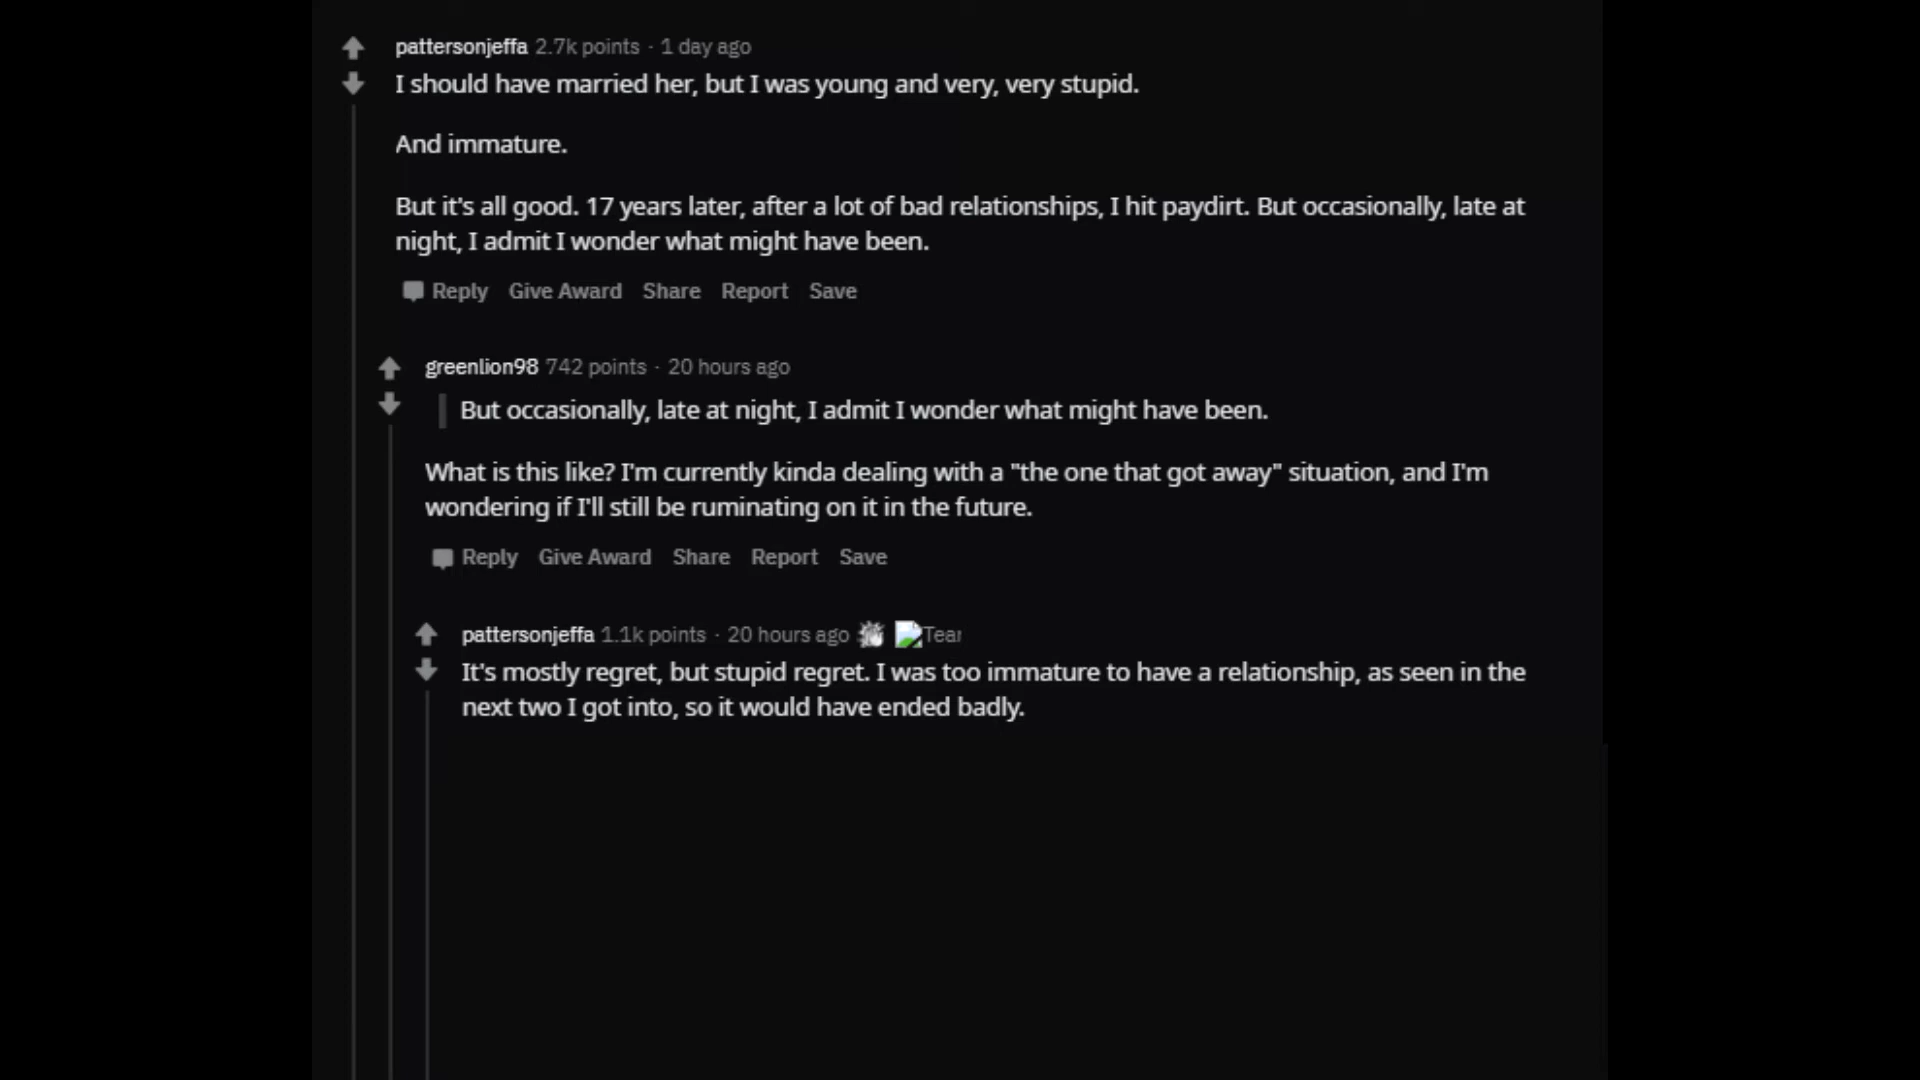 pattersonjeffa 2.7k points · 1 day ago
I should have married her, but I was young and very, very stupid.
And immature.
But it's all good. 17 years later, after a lot of bad relationships, I hit paydirt. But occasionally, late at
night, I admit I wonder what might have been.
Reply Give Award Share Report Save
greenlion98 742 points · 20 hours ago
But occasionally, late at night, I admit I wonder what might have been.
What is this like? I'm currently kinda dealing with a "the one that got away" situation, and I'm
wondering if I'll still be ruminating on it in the future.
Reply Give Award Share Report Save
pattersonjeffa 1.1k points · 20 hours ago Tear
It's mostly regret, but stupid regret. I was too immature to have a relationship, as seen in the
next two I got into, so it would have ended badly.